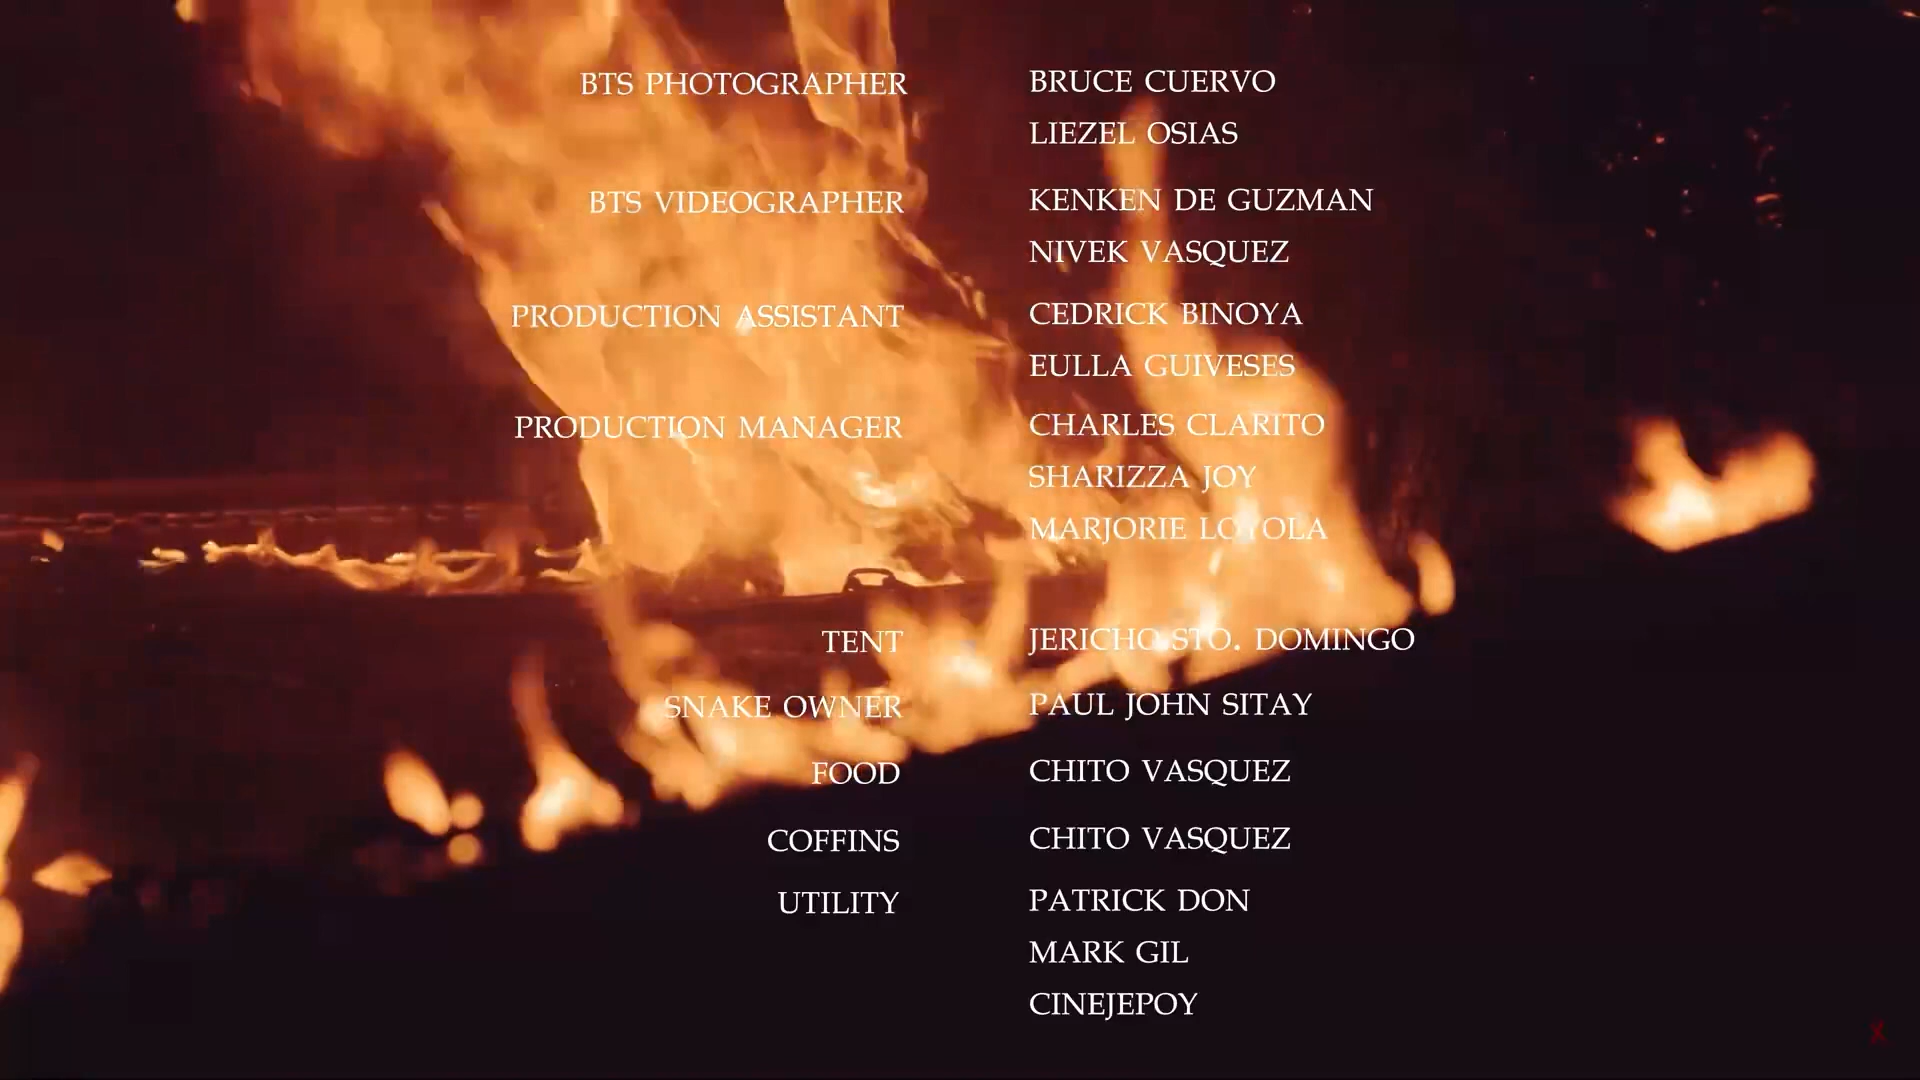 BTS PHOTOGRAPHER BRUCE CUERVO
LIEZEL OSIAS
BTS VIDEOGRAPHER KENKEN DE GUZMAN
NIVEK VASQUEZ
PRODUCTION ASSISTANT CEDRICK BINOYA
EULLA GUIVESES
PRODUCTION MANAGER CHARLES CLARITO
SHARIZZA JOY
MARJORIE LOYOLA
TENT JERICHO STO. DOMINGO
SNAKE OWNER PAUL JOHN SITAY
FOOD CHITO VASQUEZ
COFFINS CHITO VASQUEZ
UTILITY PATRICK DON
MARK GIL
CINEJEPOY
X